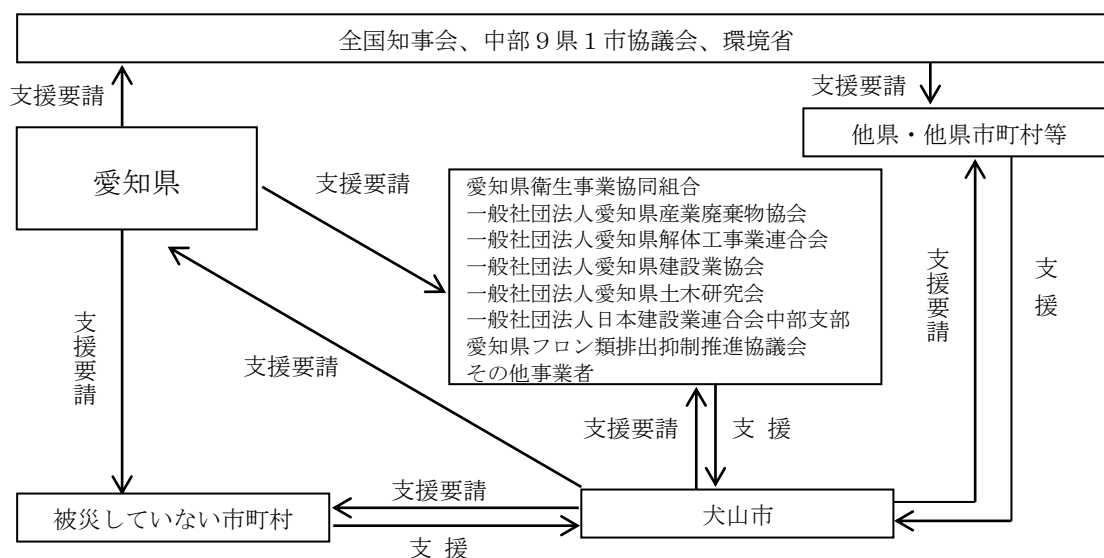 全国知事会、中部９県１市協議会、環境省
支援要請
支援要請
他県・他県市町村等
愛知県
支援要請
愛知県衛生事業協同組合
一般社団法人愛知県産業廃棄物協会
一般社団法人愛知県解体工事業連合会
一般社団法人愛知県建設業協会
一般社団法人愛知県土木研究会
一般社団法人日本建設業連合会中部支部
愛知県フロン類排出抑制推進協議会
その他事業者
支援要請
支援
支援要請
支援要請
支援要請
支 援
支援要請
被災していない市町村
犬山市
支 援